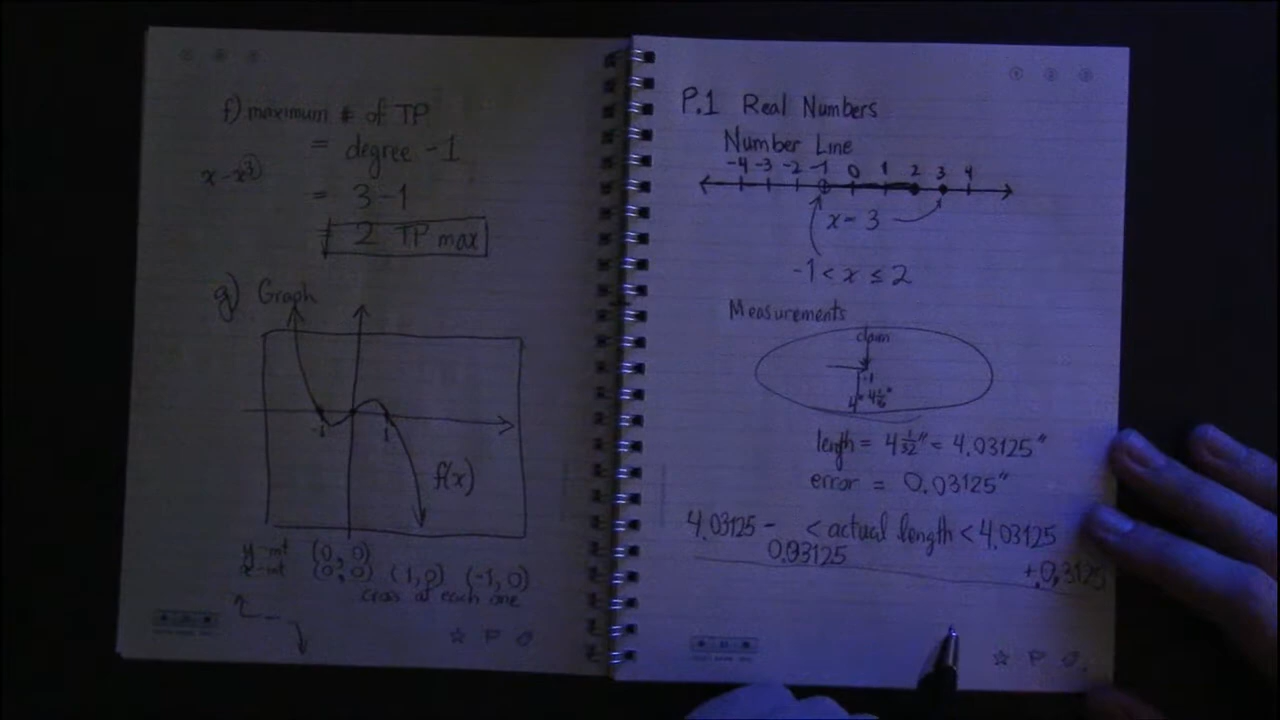 f) maximum # of TP
= degree -1
x-x³
= 3-1
= 2 TP max
g) Graph
-1
1
f(x)
y-int (0, 0)
x-int (0, 0) (1, 0) (-1, 0)
cross at each one
P.1 Real Numbers
Number Line
-4 -3 -2 -1 0 1 2 3 4
x = 3
-1 < x ≤ 2
Measurements
down
length = 4 1/32" = 4.03125"
error = 0.03125"
4.03125 - < actual length < 4.03125
0.03125 +.0.3125